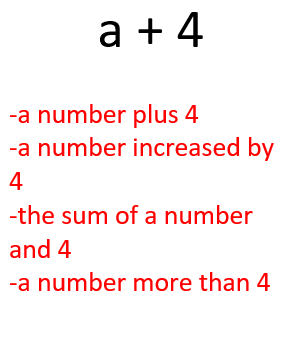 a + 4
-a number plus 4
-a number increased by
4
-the sum of a number
and 4
-a number more than 4